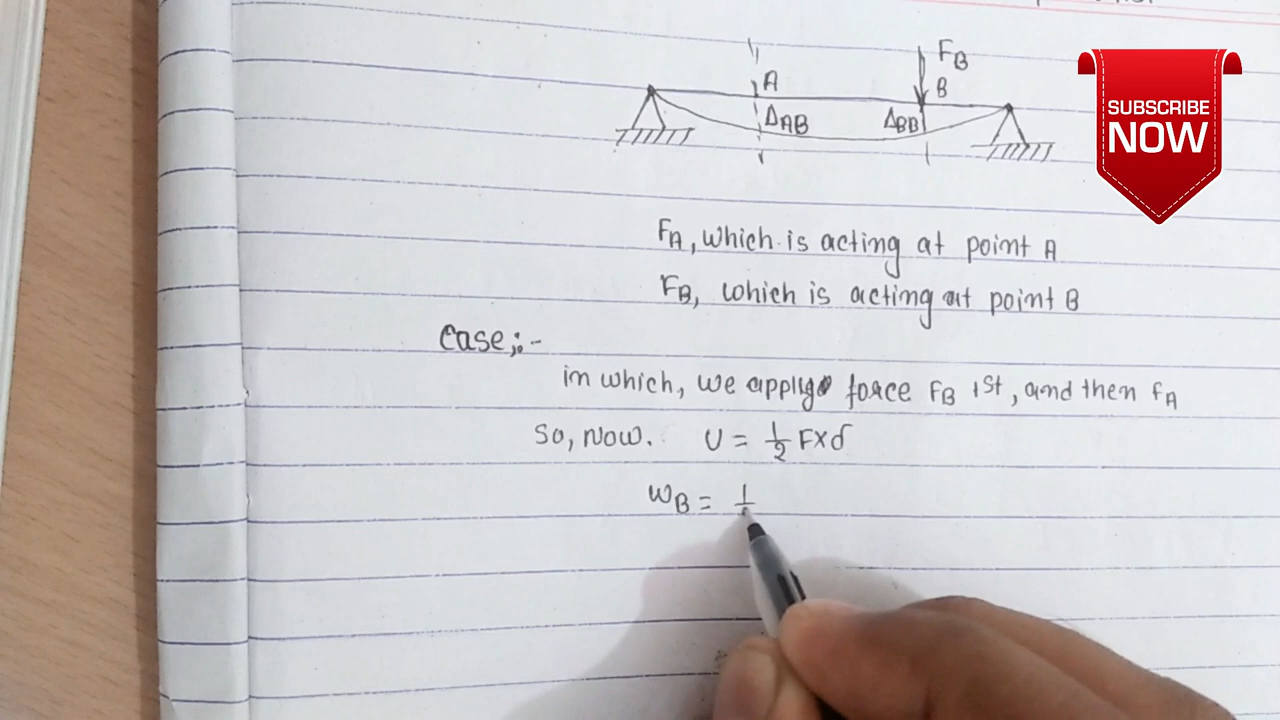 FB
A
B
ΔAB
ΔBB
SUBSCRIBE
NOW
FA, which is acting at point A
FB, which is acting at point B
Case;:-
in which, we applyo force FB 1st, and then FA
So, Now. U = 1/2 F×δ
WB = 1